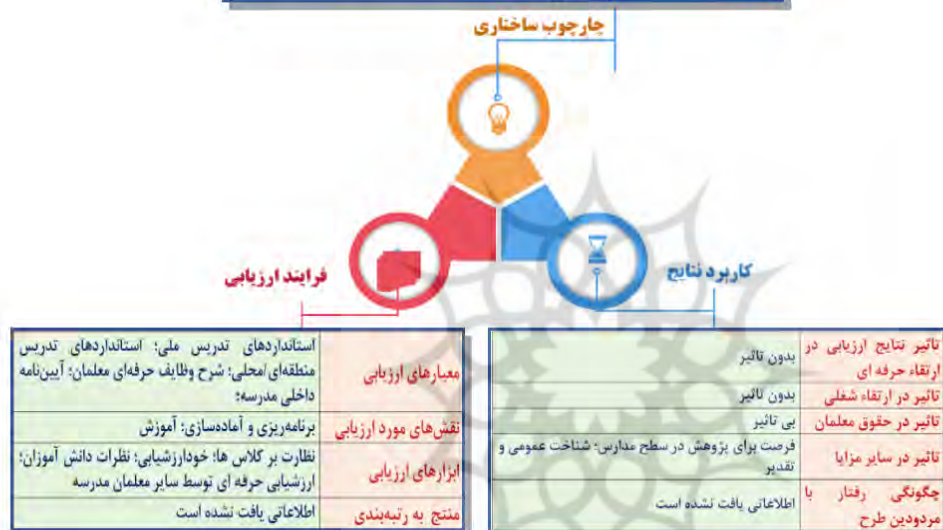 چارچوب ساختاری
کاربرد نتایج
فرایند ارزیابی
تاثیر نتایج ارزیابی در
ارتقاء حرفه ای
بدون تاثیر
تاثیر در ارتقاء شغلی
بدون تاثیر
تاثیر در حقوق معلمان
بی تاثیر
تاثیر در سایر مزایا
فرصت برای پژوهش در سطح مدارس؛ شناخت عمومی و
تقدیر
چگونگی رفتار با
مردودین طرح
اطلاعاتی یافت نشده است
معیارهای ارزیابی
استانداردهای تدریس ملی؛ استانداردهای تدریس
منطقه‌ای/محلی؛ شرح وظایف حرفه‌ای معلمان؛ آیین‌نامه
داخلی مدرسه؛
نقش‌های مورد ارزیابی
برنامه‌ریزی و آماده‌سازی؛ آموزش
ابزارهای ارزیابی
نظارت بر کلاس ها؛ خودارزشیابی؛ نظرات دانش آموزان؛
ارزشیابی حرفه ای توسط سایر معلمان مدرسه
منتج به رتبه‌بندی
اطلاعاتی یافت نشده است